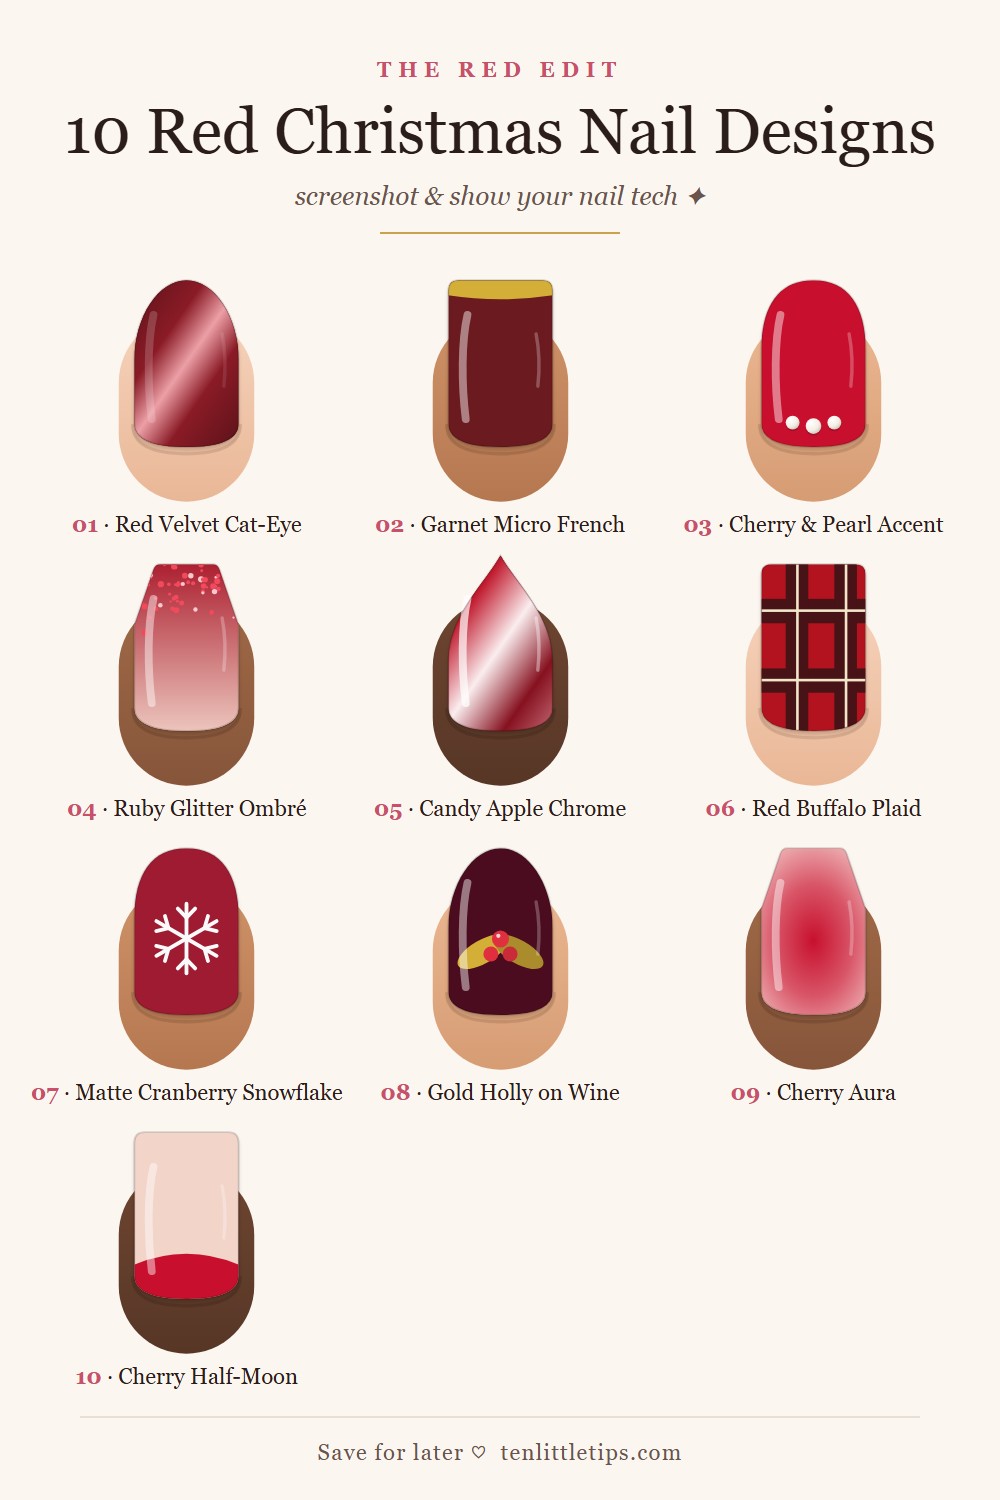 THE RED EDIT
10 Red Christmas Nail Designs
screenshot & show your nail tech ✦
01 · Red Velvet Cat-Eye
02 · Garnet Micro French
03 · Cherry & Pearl Accent
04 · Ruby Glitter Ombré
05 · Candy Apple Chrome
06 · Red Buffalo Plaid
07 · Matte Cranberry Snowflake
08 · Gold Holly on Wine
09 · Cherry Aura
10 · Cherry Half-Moon
Save for later ♡ tenlittletips.com